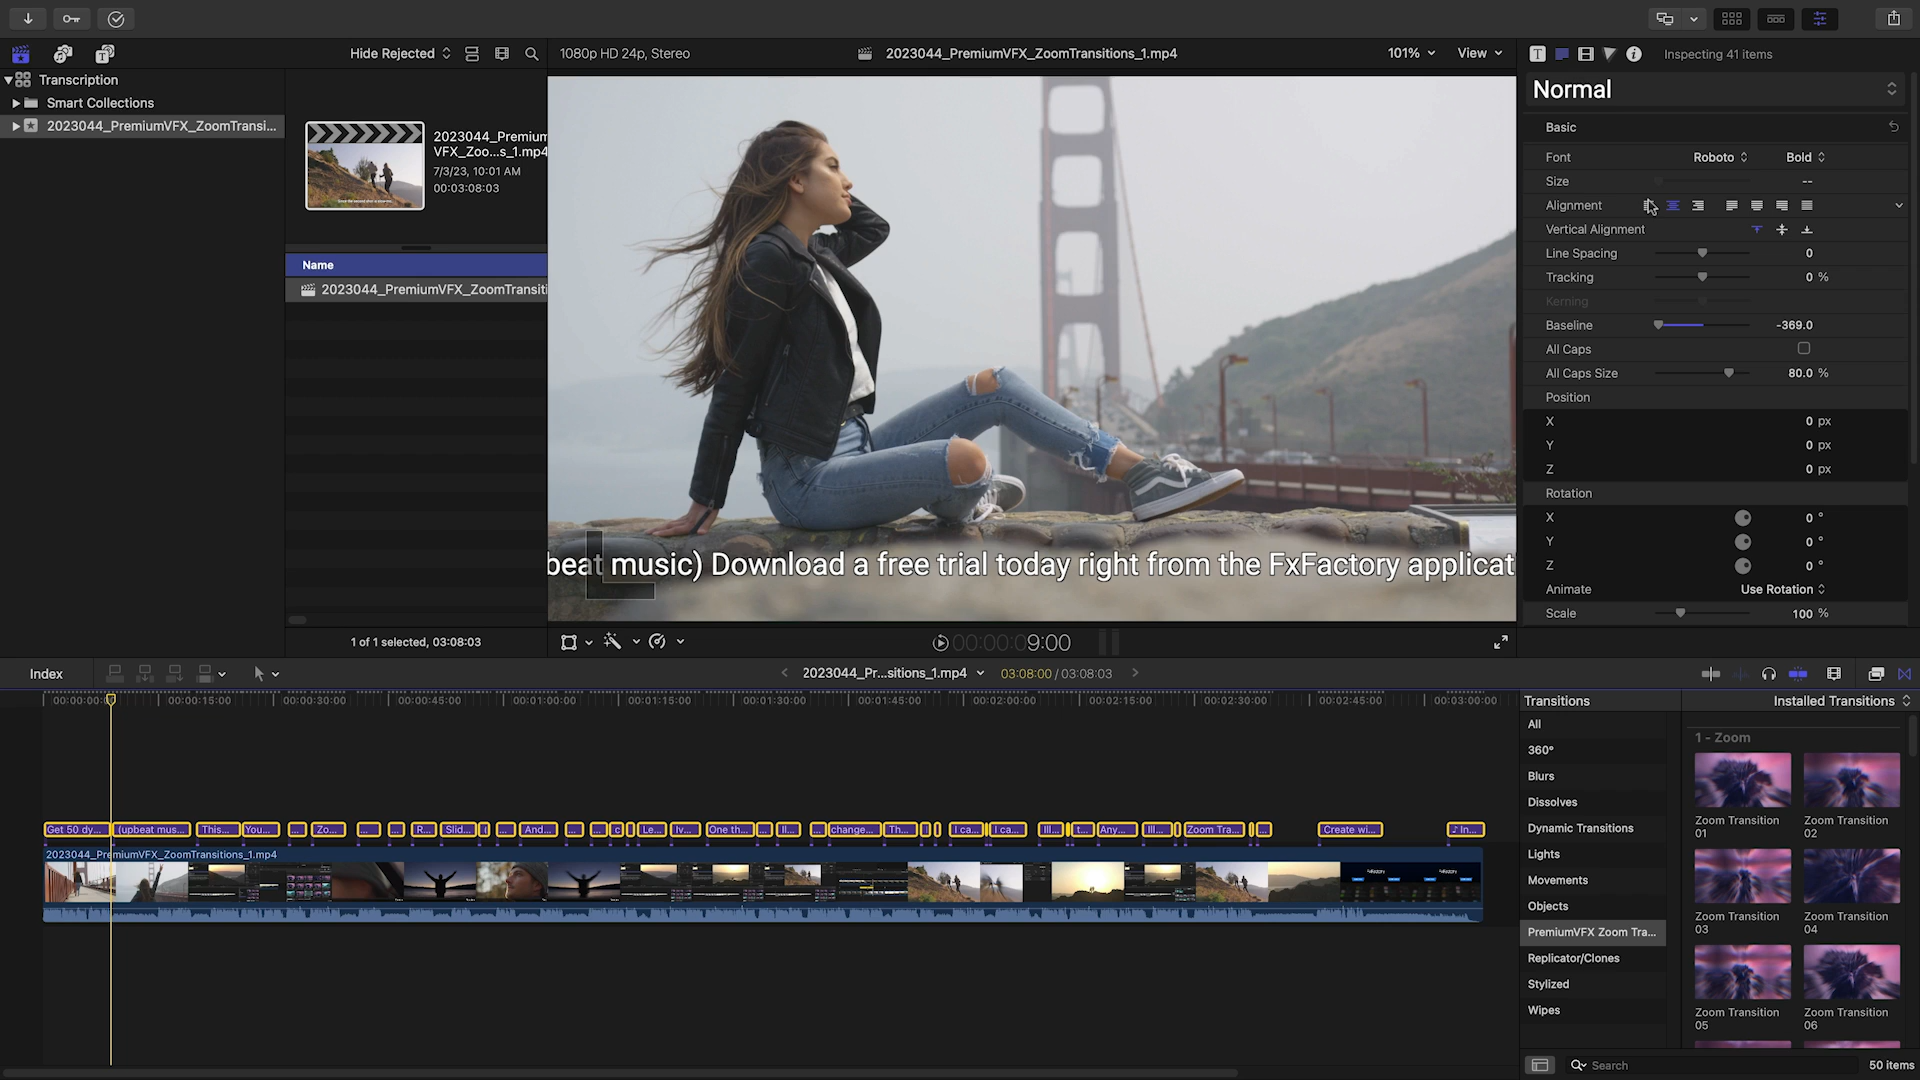 Hide Rejected
1080p HD 24p, Stereo
2023044_PremiumVFX_ZoomTransitions_1.mp4
101%
View
Inspecting 41 items
Transcription
Smart Collections
2023044_PremiumVFX_ZoomTransi...
2023044_Premium
VFX_Zoo...s_1.mp4
7/3/23, 10:01 AM
00:03:08:03
Name
2023044_PremiumVFX_ZoomTransiti
1 of 1 selected, 03:08:03
beat music) Download a free trial today right from the FxFactory applicat
00:00:09:00
Normal
Basic
Font Roboto Bold
Size --
Alignment
Vertical Alignment
Line Spacing 0
Tracking 0 %
Kerning
Baseline -369.0
All Caps
All Caps Size 80.0 %
Position
X 0 px
Y 0 px
Z 0 px
Rotation
X 0 °
Y 0 °
Z 0 °
Animate Use Rotation
Scale 100 %
Index
2023044_Pr...sitions_1.mp4
03:08:00 / 03:08:03
00:00:00:0 00:00:15:00 00:00:30:00 00:00:45:00 00:01:00:00 00:01:15:00 00:01:30:00 00:01:45:00 00:02:00:00 00:02:15:00 00:02:30:00 00:02:45:00 00:03:00:00
Get 50 dy... (upbeat mus... This... You... ... Zo... ... ... R... Slid... ( ... And... ... ... c Le... Iv... One th... ... Il... ... change... Th... I ca... I ca... Ill... t... Any... Ill... Zoom Tra... ... Create wi... ♪ In...
2023044_PremiumVFX_ZoomTransitions_1.mp4
Transitions
Installed Transitions
All
360°
Blurs
Dissolves
Dynamic Transitions
Lights
Movements
Objects
PremiumVFX Zoom Tra...
Replicator/Clones
Stylized
Wipes
1 - Zoom
Zoom Transition 01
Zoom Transition 02
Zoom Transition 03
Zoom Transition 04
Zoom Transition 05
Zoom Transition 06
Search
50 items